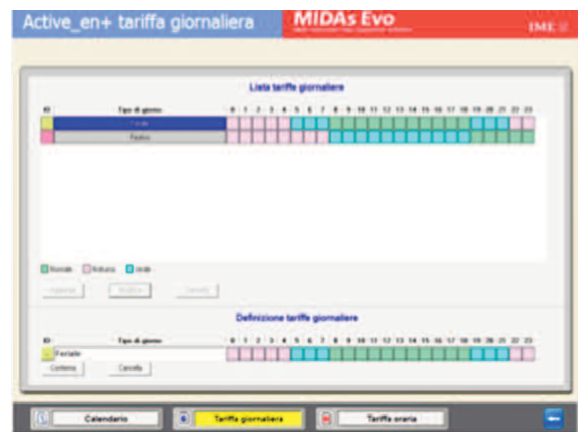 Active_en+ tariffa giornaliera
MIDAs Evo
IME
Lista tariffe giornaliere
ID Tipo di giorno 0 1 2 3 4 5 6 7 8 9 10 11 12 13 14 15 16 17 18 19 20 21 22 23
Feriale
Festivo
Normale Notturna
Modifica
Definizione tariffe giornaliere
ID Tipo di giorno 0 1 2 3 4 5 6 7 8 9 10 11 12 13 14 15 16 17 18 19 20 21 22 23
Feriale
Conferma Cancella
Calendario Tariffa giornaliera Tariffa oraria